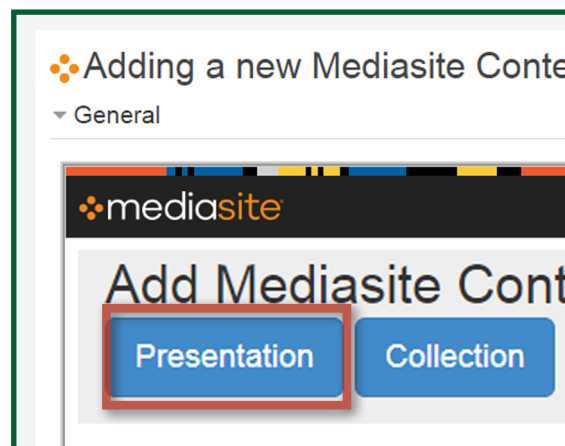 Adding a new Mediasite Conte
General
mediasite
Add Mediasite Cont
Presentation
Collection